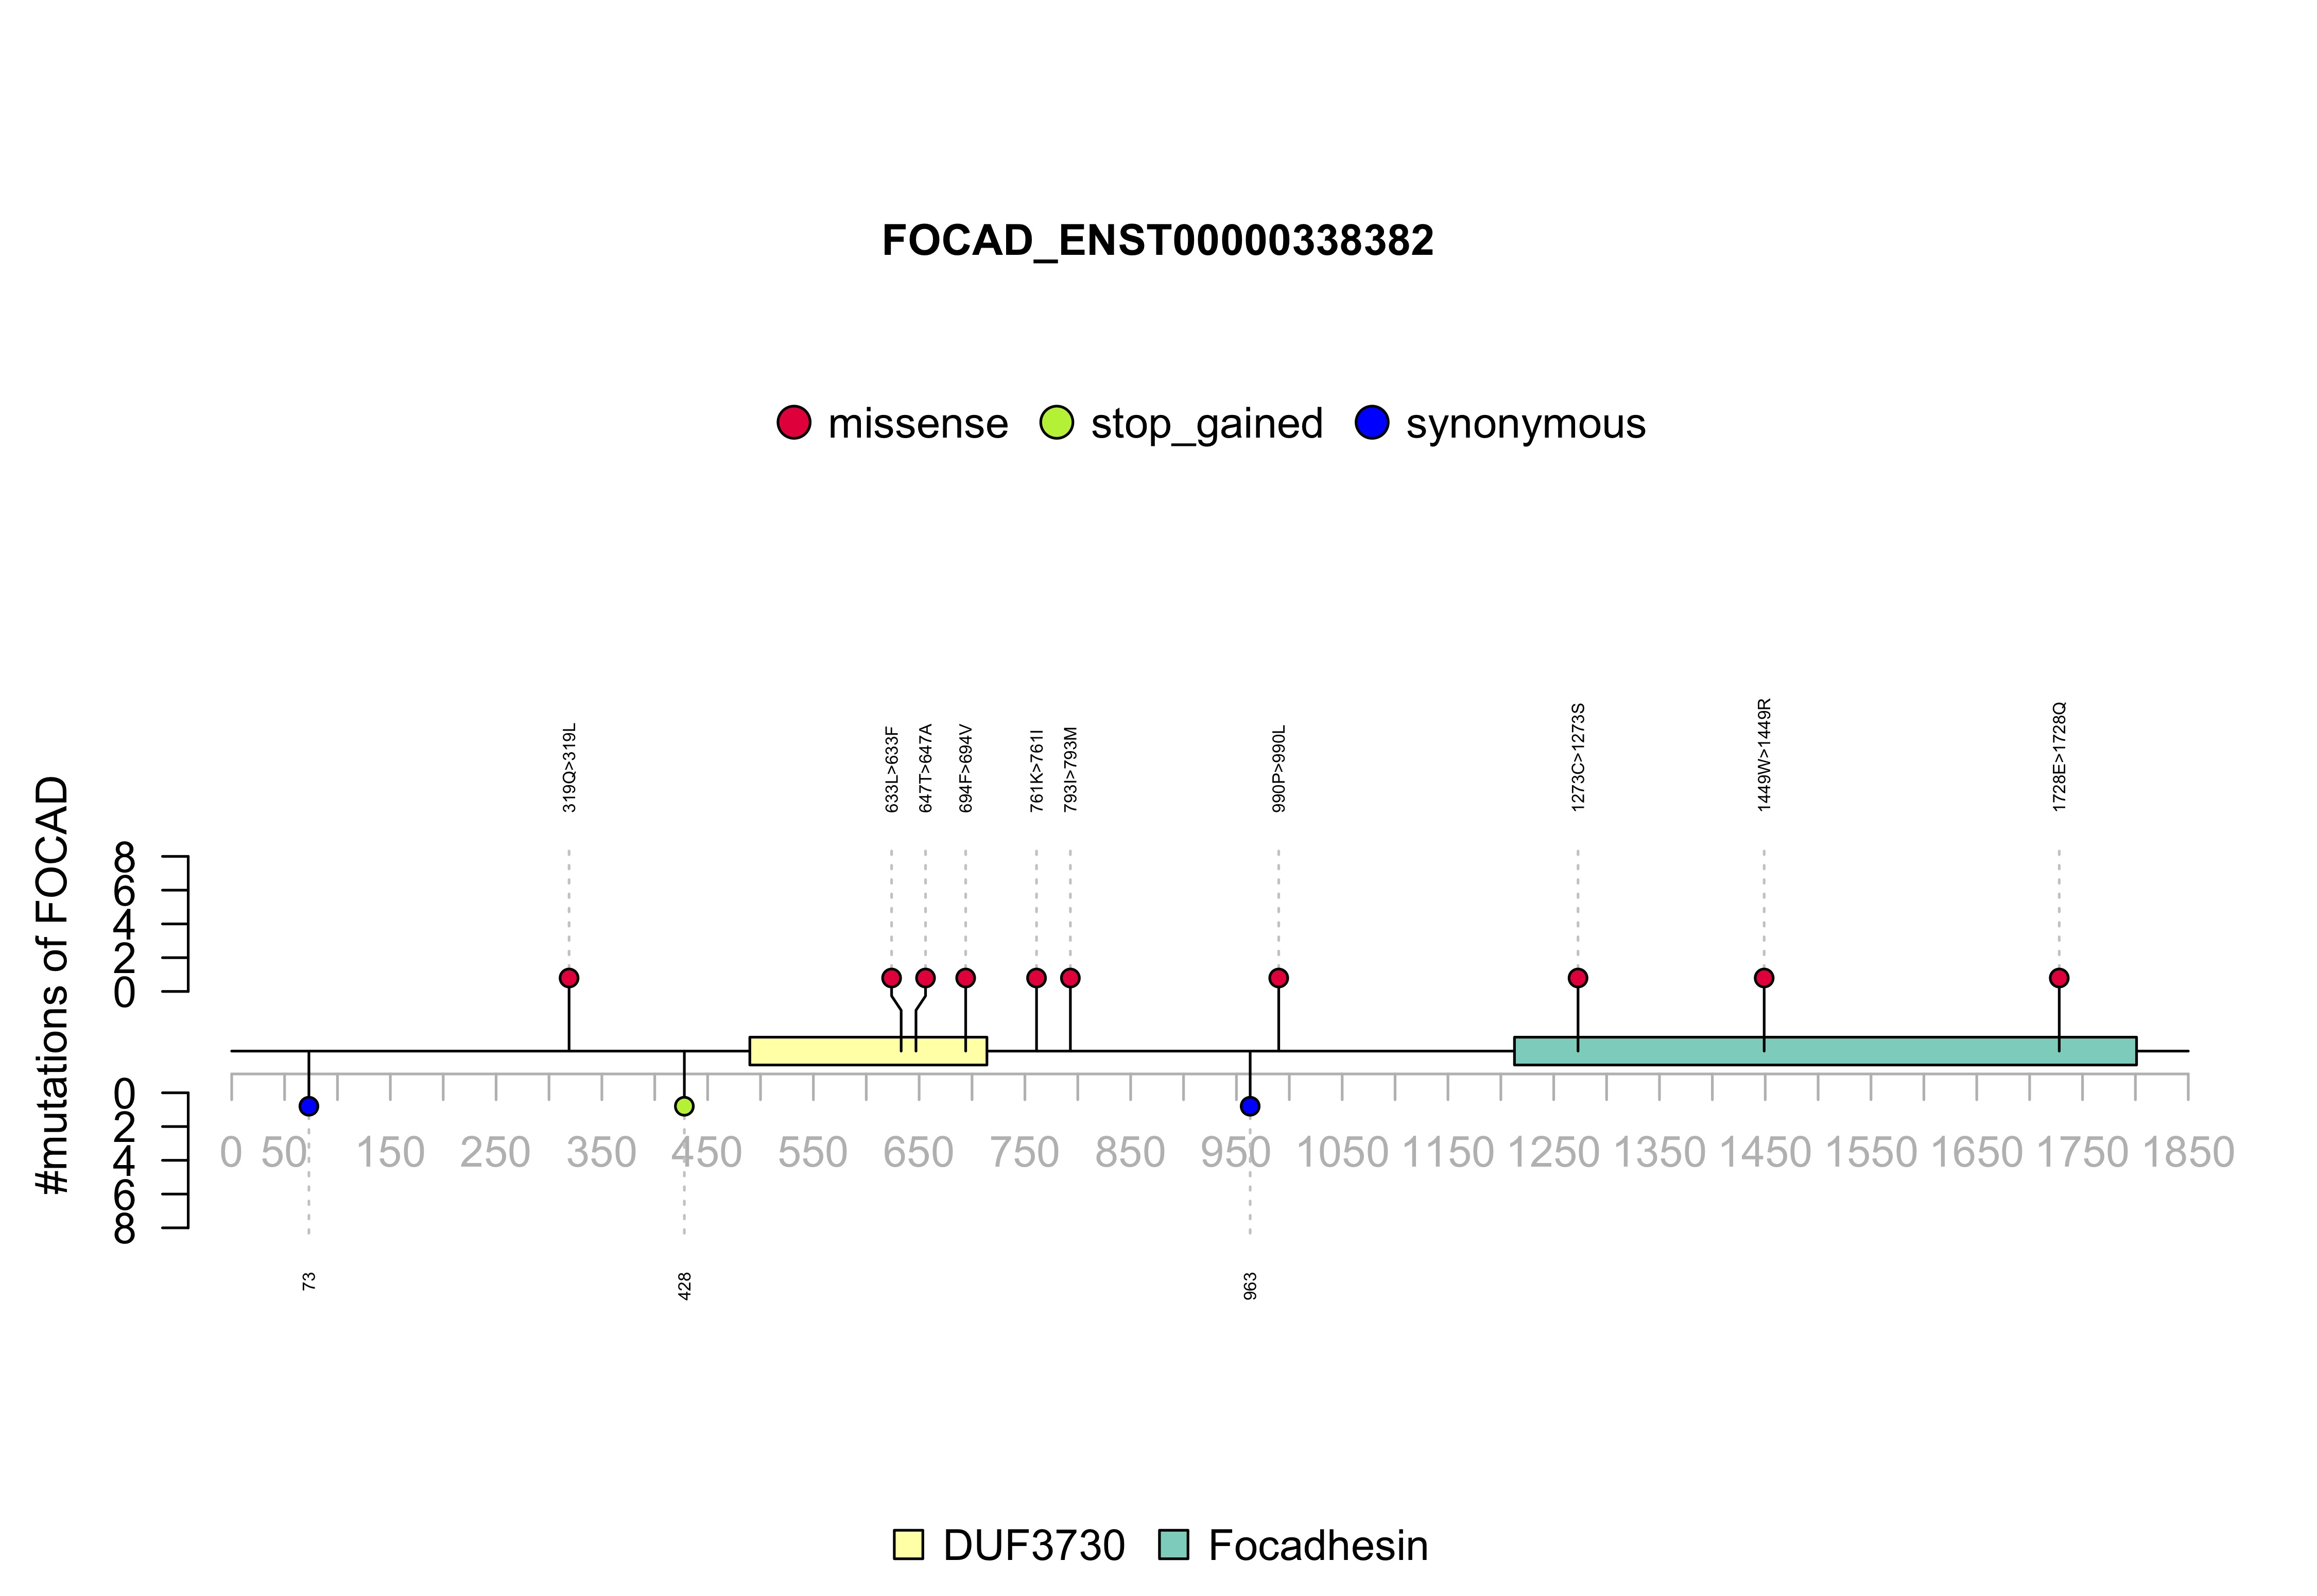 FOCAD_ENST00000338382
missense stop_gained synonymous
319Q>319L 633L>633F 647T>647A 694F>694V 761K>761I 793I>793M 990P>990L 1273C>1273S 1449W>1449R 1728E>1728Q
#mutations of FOCAD
8
6
4
2
0
0
2
4
6
8
0 50 150 250 350 450 550 650 750 850 950 1050 1150 1250 1350 1450 1550 1650 1750 1850
73 428 963
DUF3730 Focadhesin